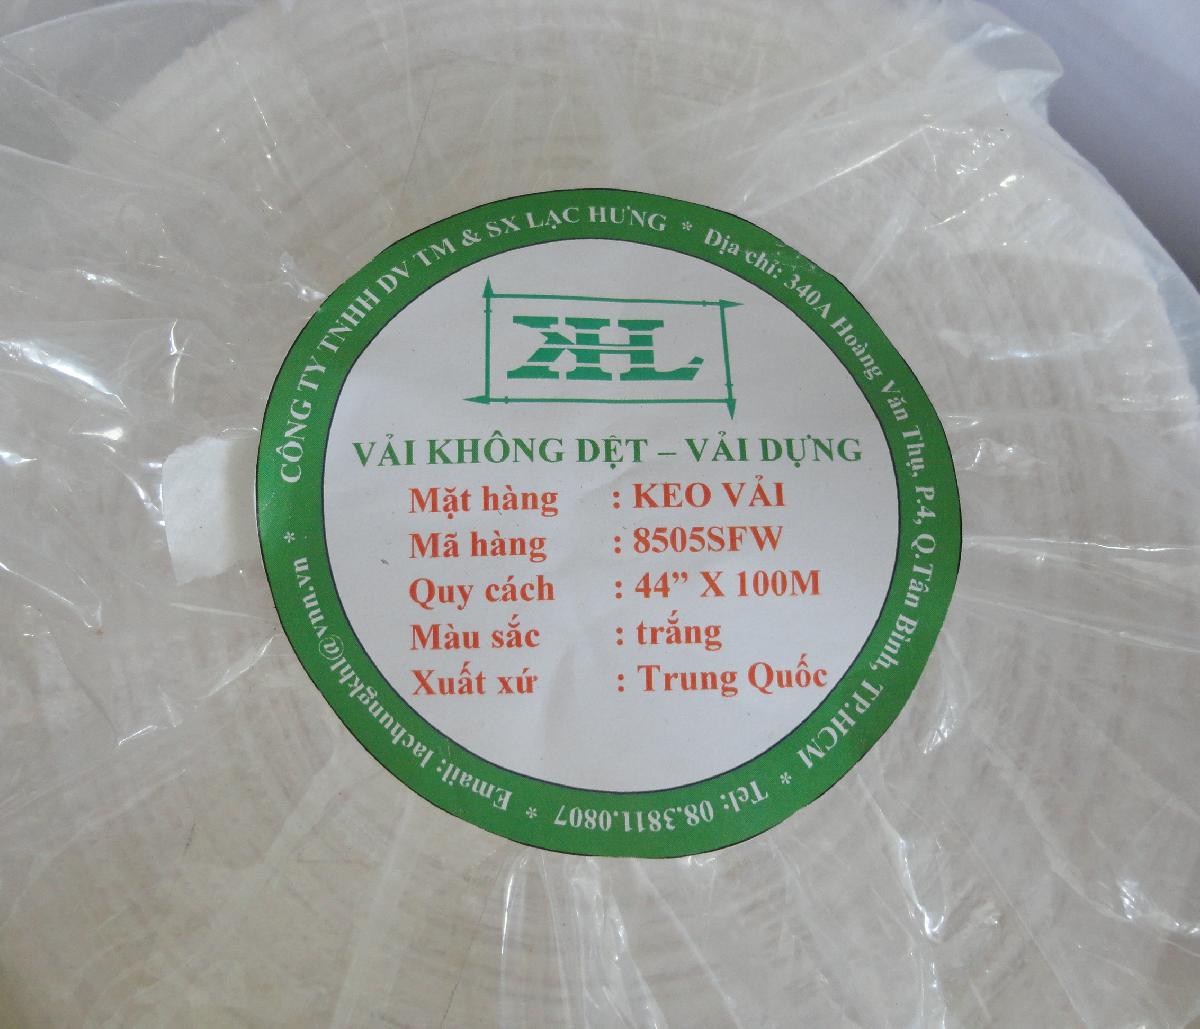 CÔNG TY TNHH DV TM & SX LẠC HƯNG * Địa chỉ: 340A Hoàng Văn Thụ, P.4, Q.Tân Bình, TP.HCM * Tel: 08.3811.0807 * Email: lachungkhl@vnn.vn *
KHL
VẢI KHÔNG DỆT – VẢI DỰNG
Mặt hàng : KEO VẢI
Mã hàng : 8505SFW
Quy cách : 44” X 100M
Màu sắc : trắng
Xuất xứ : Trung Quốc